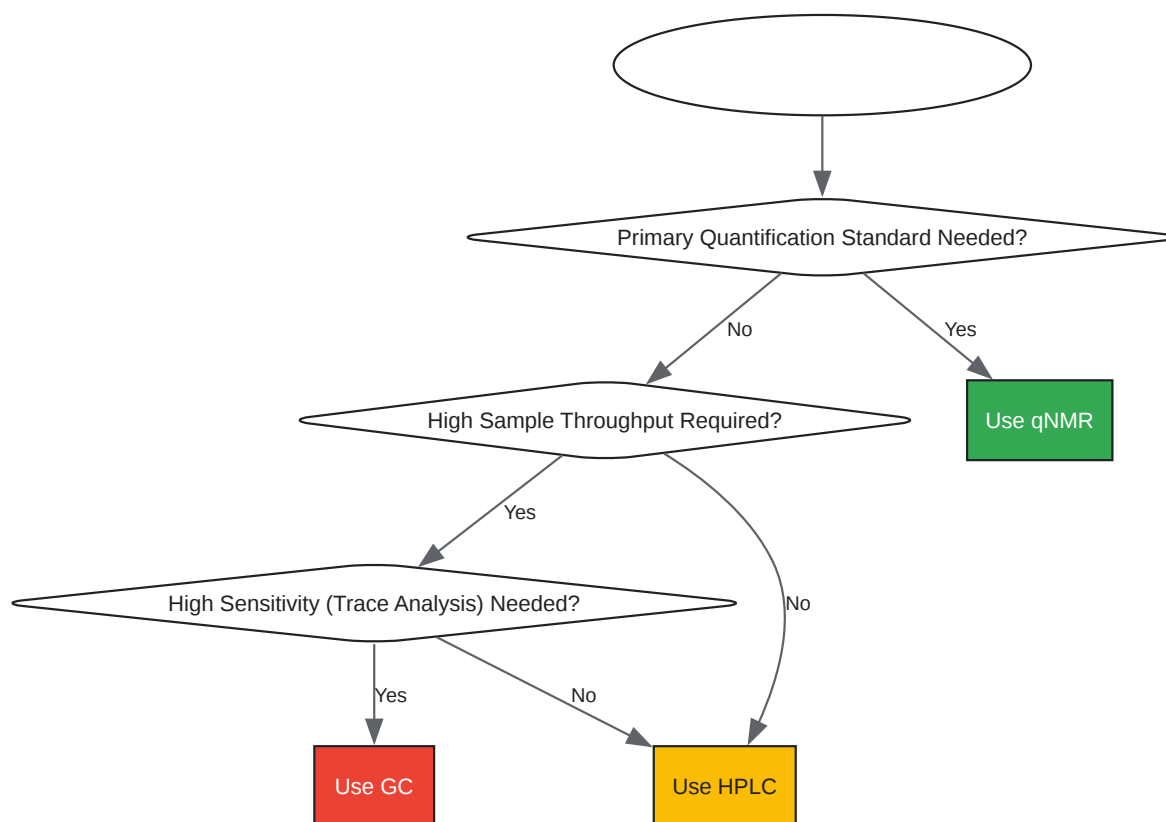 Primary Quantification Standard Needed?
No
Yes
High Sample Throughput Required?
Use qNMR
Yes
High Sensitivity (Trace Analysis) Needed?
No
Yes
No
Use GC
Use HPLC